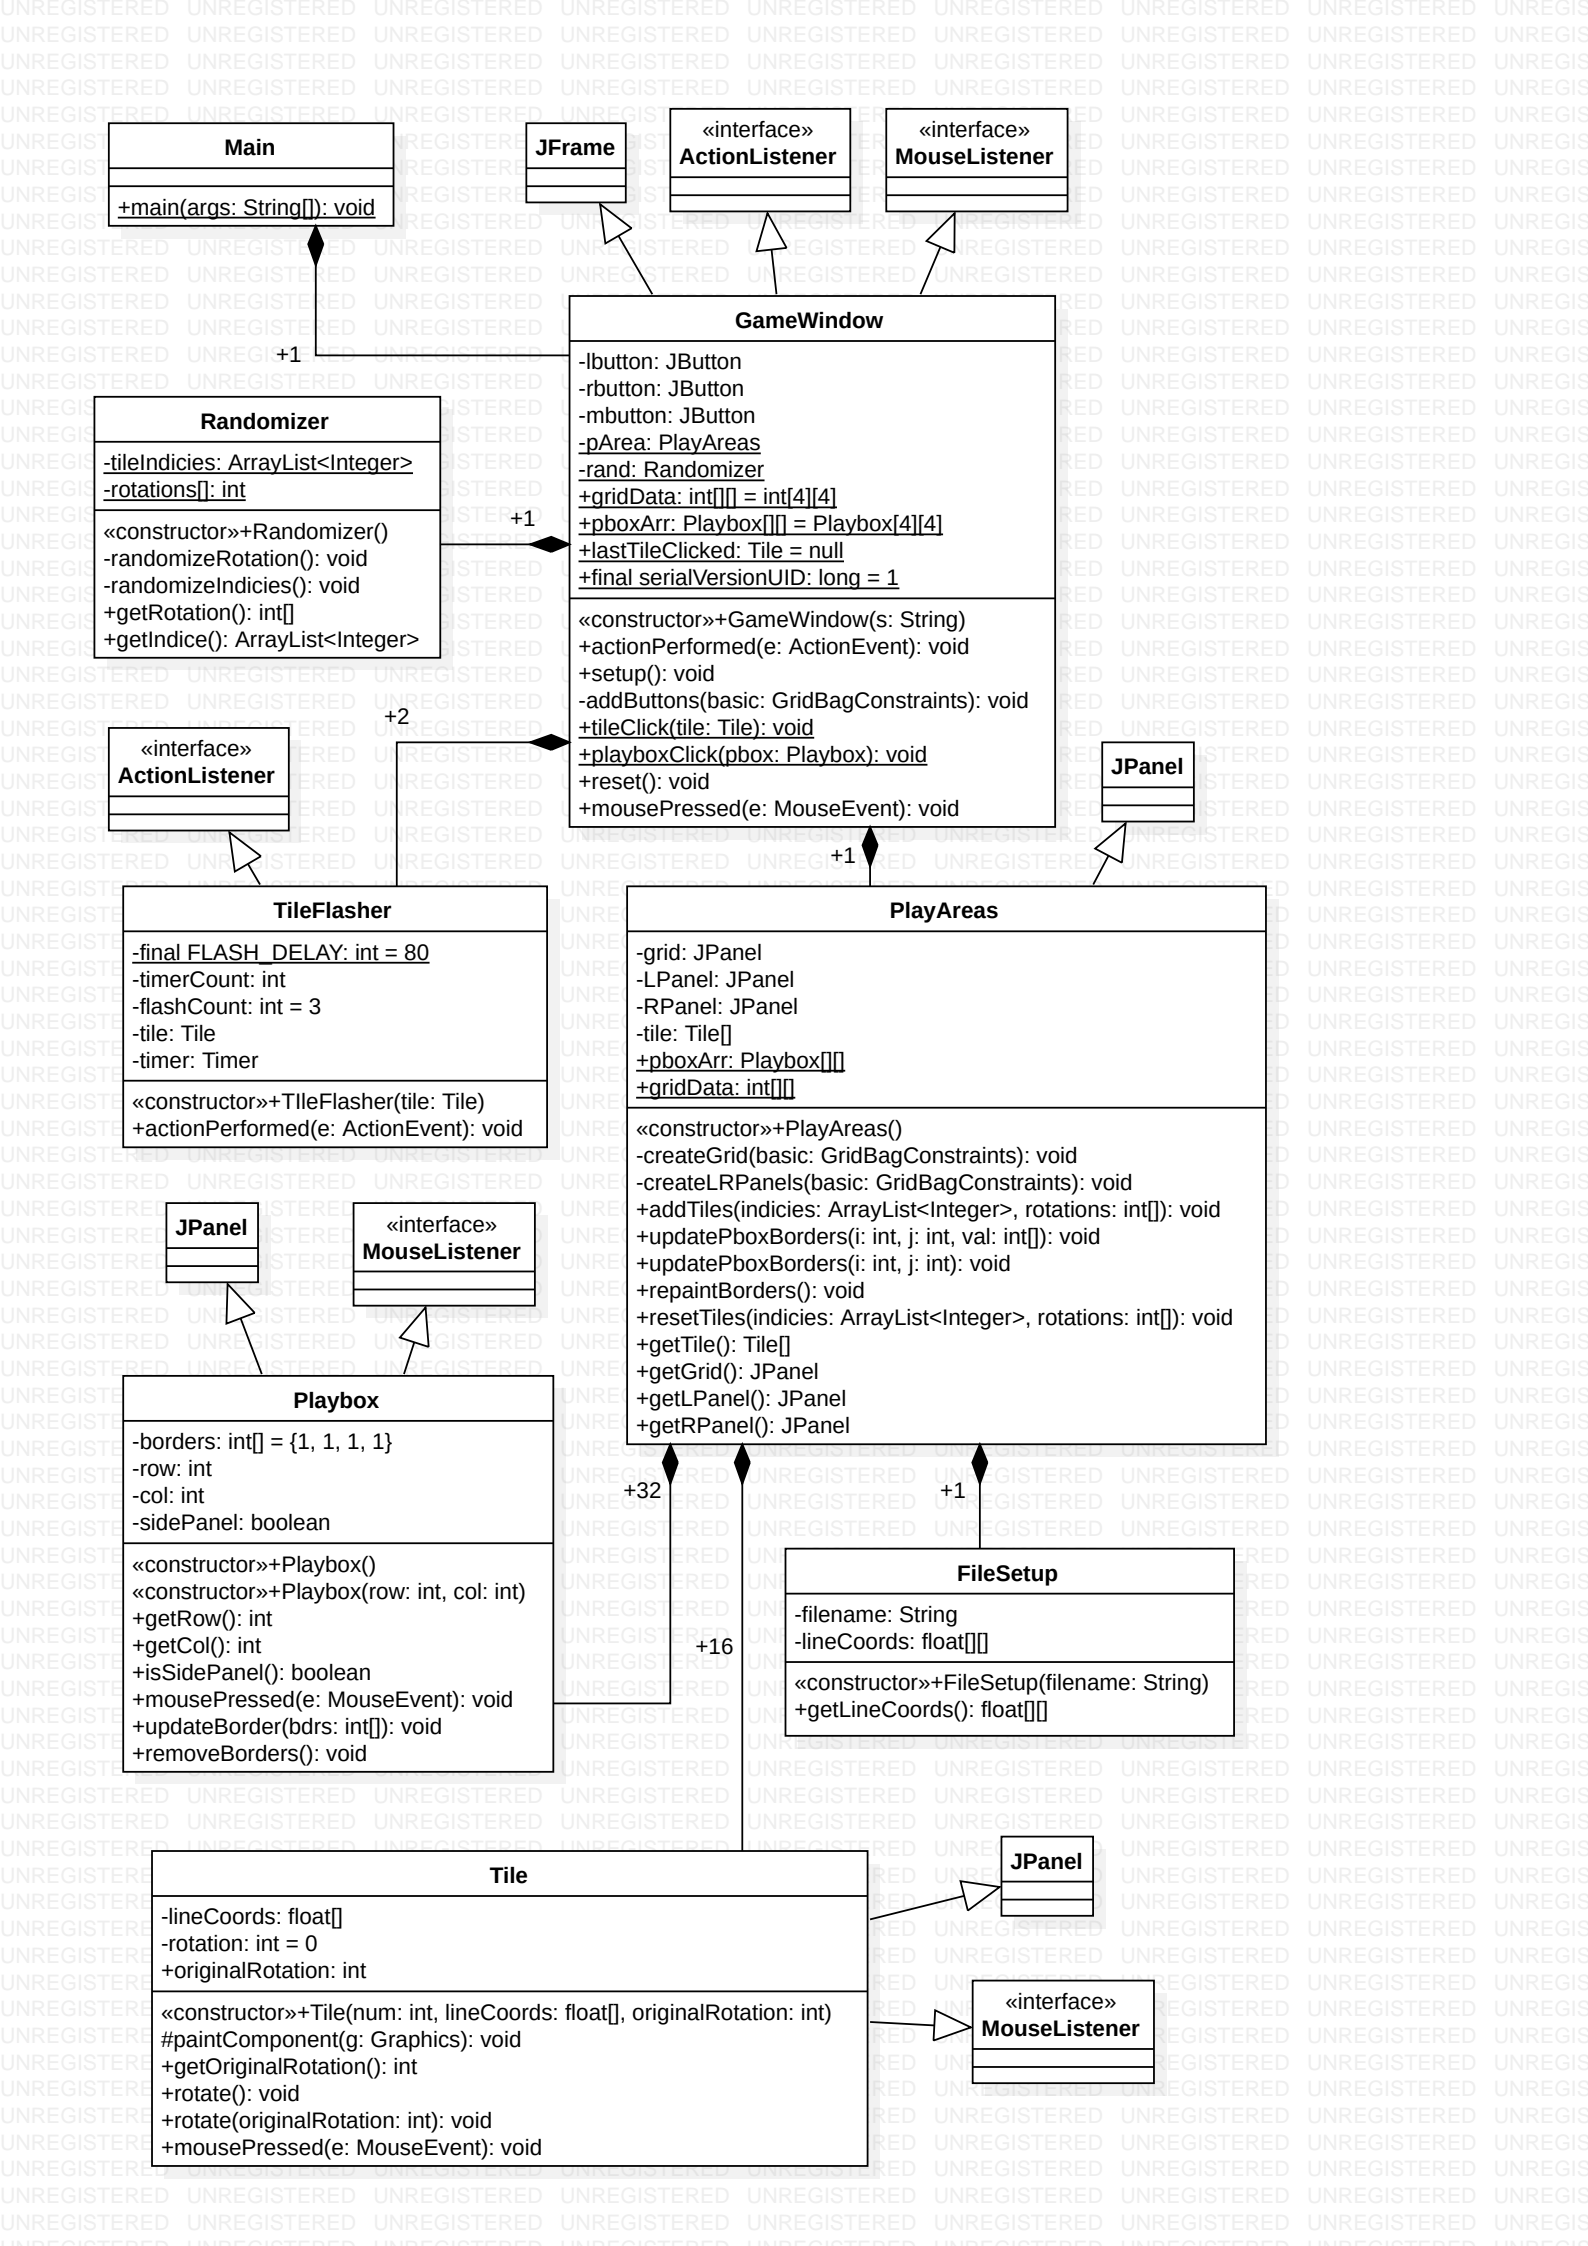 Main
+main(args: String[]): void
JFrame
«interface»
ActionListener
«interface»
MouseListener
GameWindow
-lbutton: JButton
-rbutton: JButton
-mbutton: JButton
-pArea: PlayAreas
-rand: Randomizer
+gridData: int[][] = int[4][4]
+pboxArr: Playbox[][] = Playbox[4][4]
+lastTileClicked: Tile = null
+final serialVersionUID: long = 1
«constructor»+GameWindow(s: String)
+actionPerformed(e: ActionEvent): void
+setup(): void
-addButtons(basic: GridBagConstraints): void
+tileClick(tile: Tile): void
+playboxClick(pbox: Playbox): void
+reset(): void
+mousePressed(e: MouseEvent): void
+1
Randomizer
-tileIndicies: ArrayList<Integer>
-rotations[]: int
«constructor»+Randomizer()
-randomizeRotation(): void
-randomizeIndicies(): void
+getRotation(): int[]
+getIndice(): ArrayList<Integer>
+1
+2
«interface»
ActionListener
JPanel
+1
TileFlasher
-final FLASH_DELAY: int = 80
-timerCount: int
-flashCount: int = 3
-tile: Tile
-timer: Timer
«constructor»+TIleFlasher(tile: Tile)
+actionPerformed(e: ActionEvent): void
PlayAreas
-grid: JPanel
-LPanel: JPanel
-RPanel: JPanel
-tile: Tile[]
+pboxArr: Playbox[][]
+gridData: int[][]
«constructor»+PlayAreas()
-createGrid(basic: GridBagConstraints): void
-createLRPanels(basic: GridBagConstraints): void
+addTiles(indicies: ArrayList<Integer>, rotations: int[]): void
+updatePboxBorders(i: int, j: int, val: int[]): void
+updatePboxBorders(i: int, j: int): void
+repaintBorders(): void
+resetTiles(indicies: ArrayList<Integer>, rotations: int[]): void
+getTile(): Tile[]
+getGrid(): JPanel
+getLPanel(): JPanel
+getRPanel(): JPanel
JPanel
«interface»
MouseListener
Playbox
-borders: int[] = {1, 1, 1, 1}
-row: int
-col: int
-sidePanel: boolean
«constructor»+Playbox()
«constructor»+Playbox(row: int, col: int)
+getRow(): int
+getCol(): int
+isSidePanel(): boolean
+mousePressed(e: MouseEvent): void
+updateBorder(bdrs: int[]): void
+removeBorders(): void
+32
+16
+1
FileSetup
-filename: String
-lineCoords: float[][]
«constructor»+FileSetup(filename: String)
+getLineCoords(): float[][]
Tile
-lineCoords: float[]
-rotation: int = 0
+originalRotation: int
«constructor»+Tile(num: int, lineCoords: float[], originalRotation: int)
#paintComponent(g: Graphics): void
+getOriginalRotation(): int
+rotate(): void
+rotate(originalRotation: int): void
+mousePressed(e: MouseEvent): void
JPanel
«interface»
MouseListener
UNREGISTERED